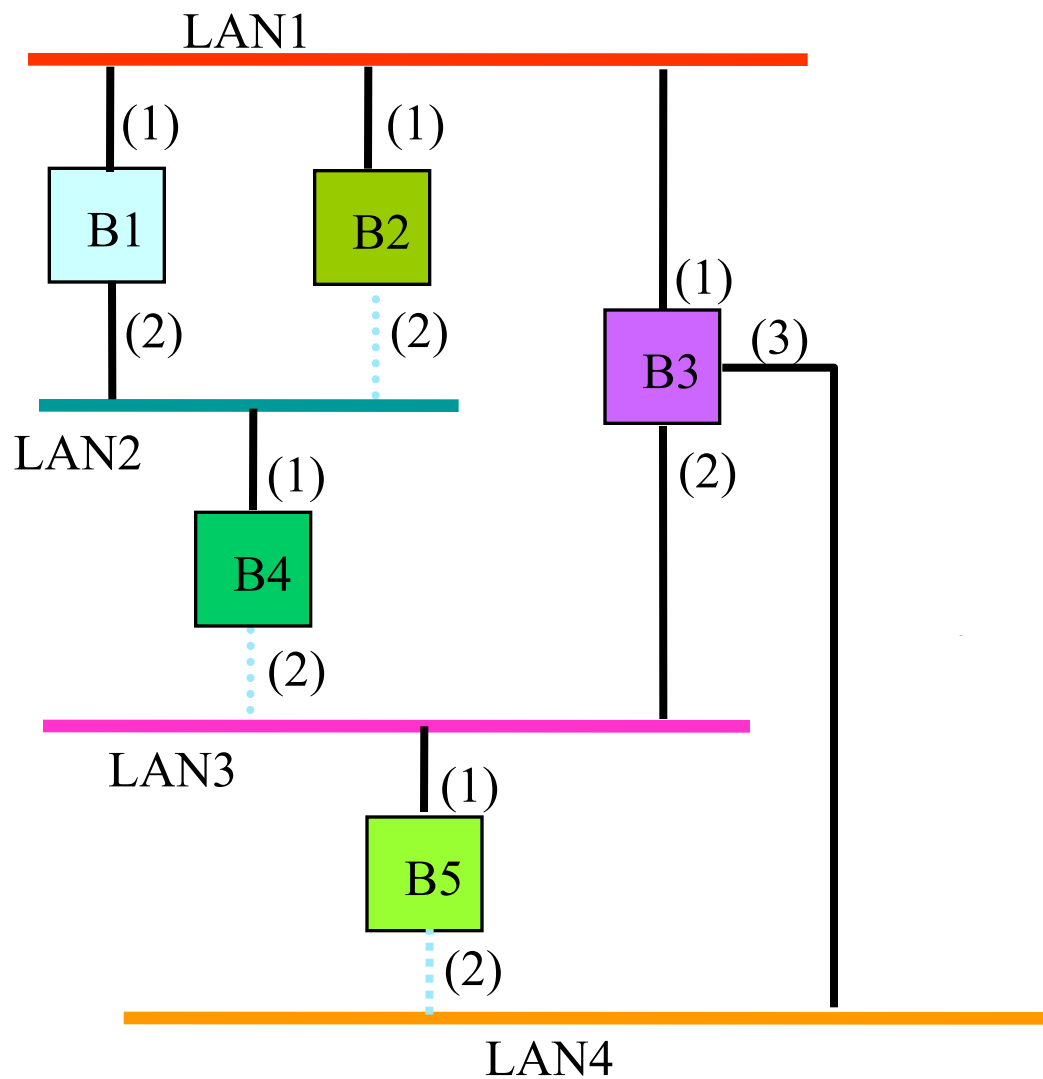 LAN1
(1)
(1)
B1
B2
(1)
(2)
(2)
(3)
B3
LAN2
(1)
(2)
B4
(2)
LAN3
(1)
B5
(2)
LAN4